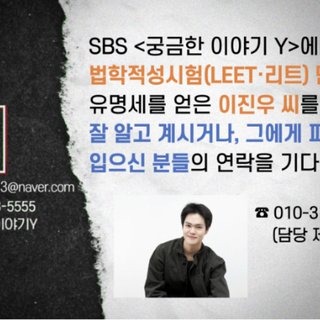 SBS <궁금한 이야기 Y>에
법학적성시험(LEET·리트)
유명세를 얻은 이진우 씨를
잘 알고 계시거나, 그에게
입으신 분들의 연락을 기다
3@naver.com
-5555
이야기Y
☎ 010-3
(담당